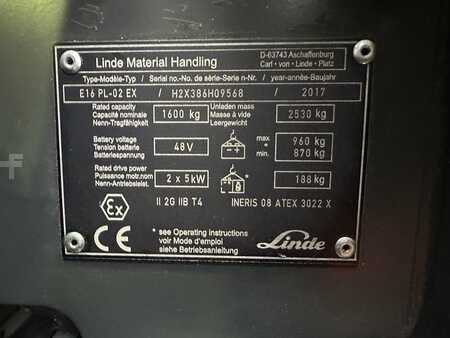 Linde Material Handling
D-63743 Aschaffenburg
Carl - von - Linde - Platz
Type-Modèle-Typ / Serial no.-No. de série-Serie n-Nr. / year-année-Baujahr
E16 PL-02 EX / H2X386H09568 / 2017
Rated capacity
Capacité nominale
Nenn-Tragfähigkeit
1600 kg
Unladen mass
Masse à vide
Leergewicht
2530 kg
Battery voltage
Tension batterie
Batteriespannung
48 V
max
* 
min.
960 kg
870 kg
Rated drive power
Puissance motr.nom
Nenn-Antriebsleist.
2 x 5 kW
188 kg
Ex
II 2G IIB T4
INERIS 08 ATEX 3022 X
CE
* see Operating instructions
voir Mode d'emploi
siehe Betriebsanleitung
Linde